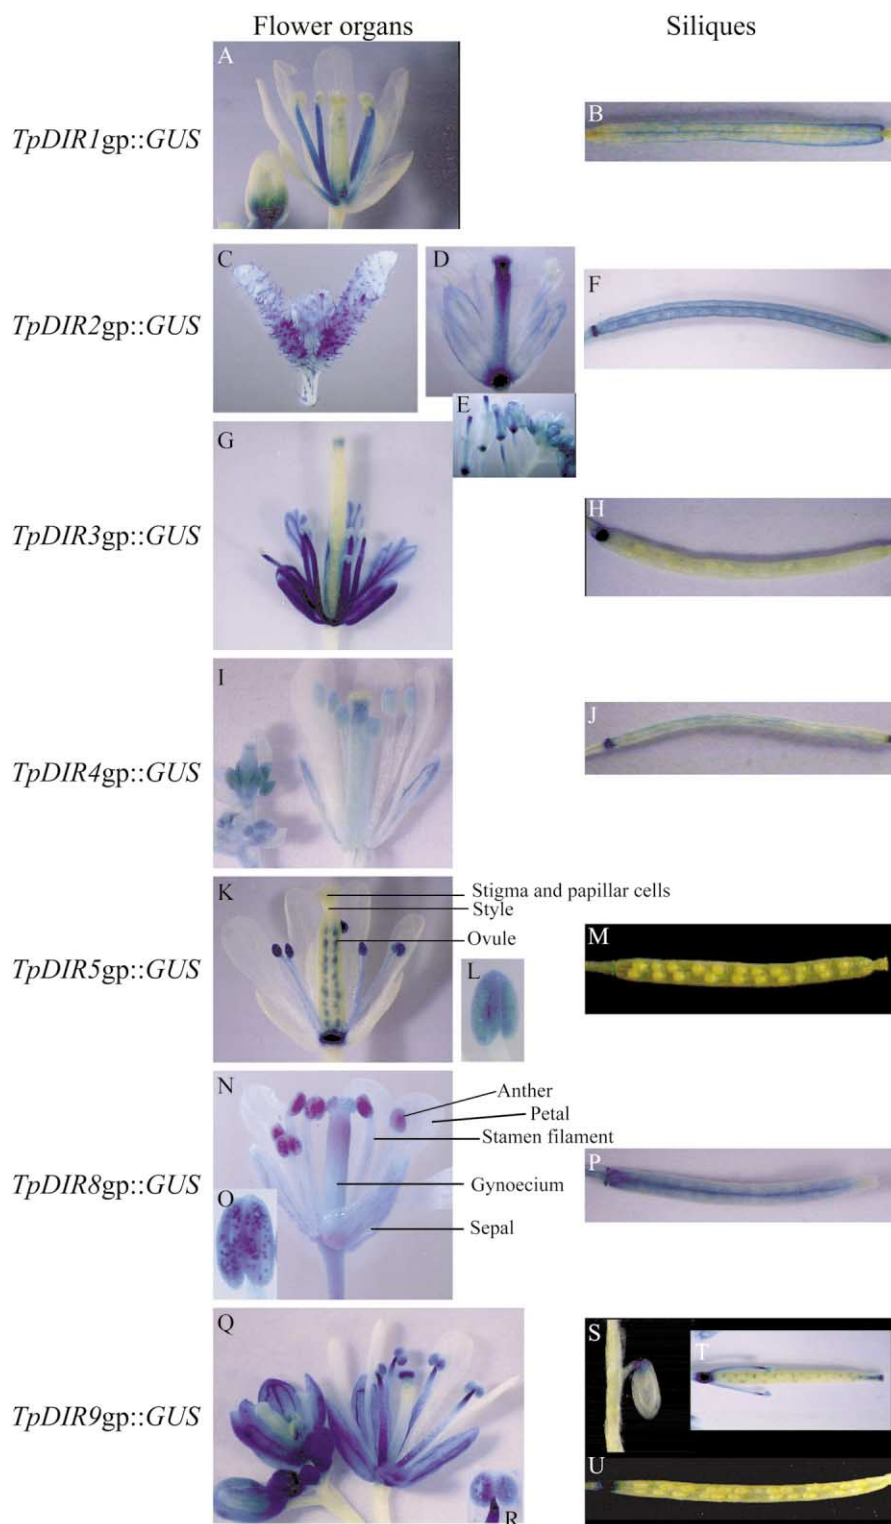 Flower organs
Siliques
A
B
TpDIR1gp::GUS
C
D
F
TpDIR2gp::GUS
E
G
H
TpDIR3gp::GUS
I
J
TpDIR4gp::GUS
K
Stigma and papillar cells
Style
Ovule
M
L
TpDIR5gp::GUS
N
Anther
Petal
Stamen filament
P
TpDIR8gp::GUS
Gynoecium
O
Sepal
Q
S
T
TpDIR9gp::GUS
U
R